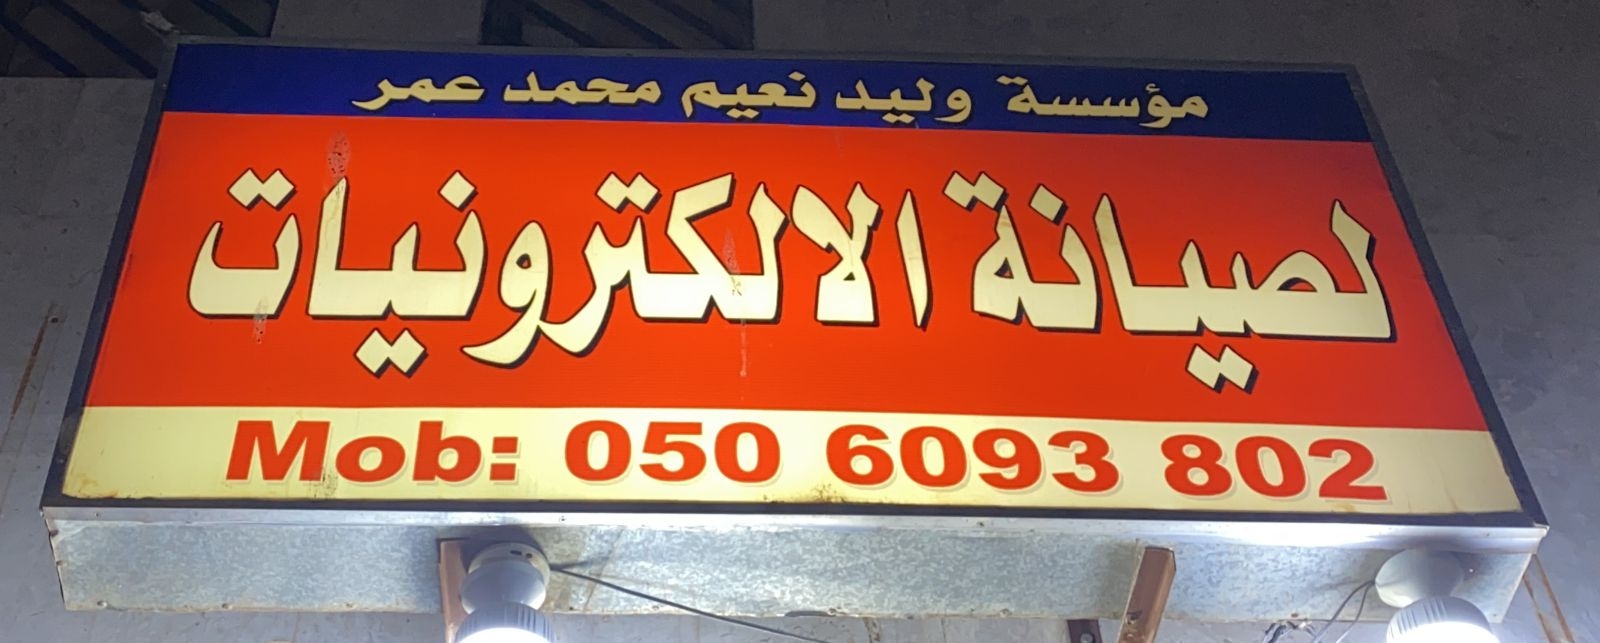 مؤسسة وليد نعيم محمد عمر
لصيانة الالكترونيات
Mob: 050 6093 802